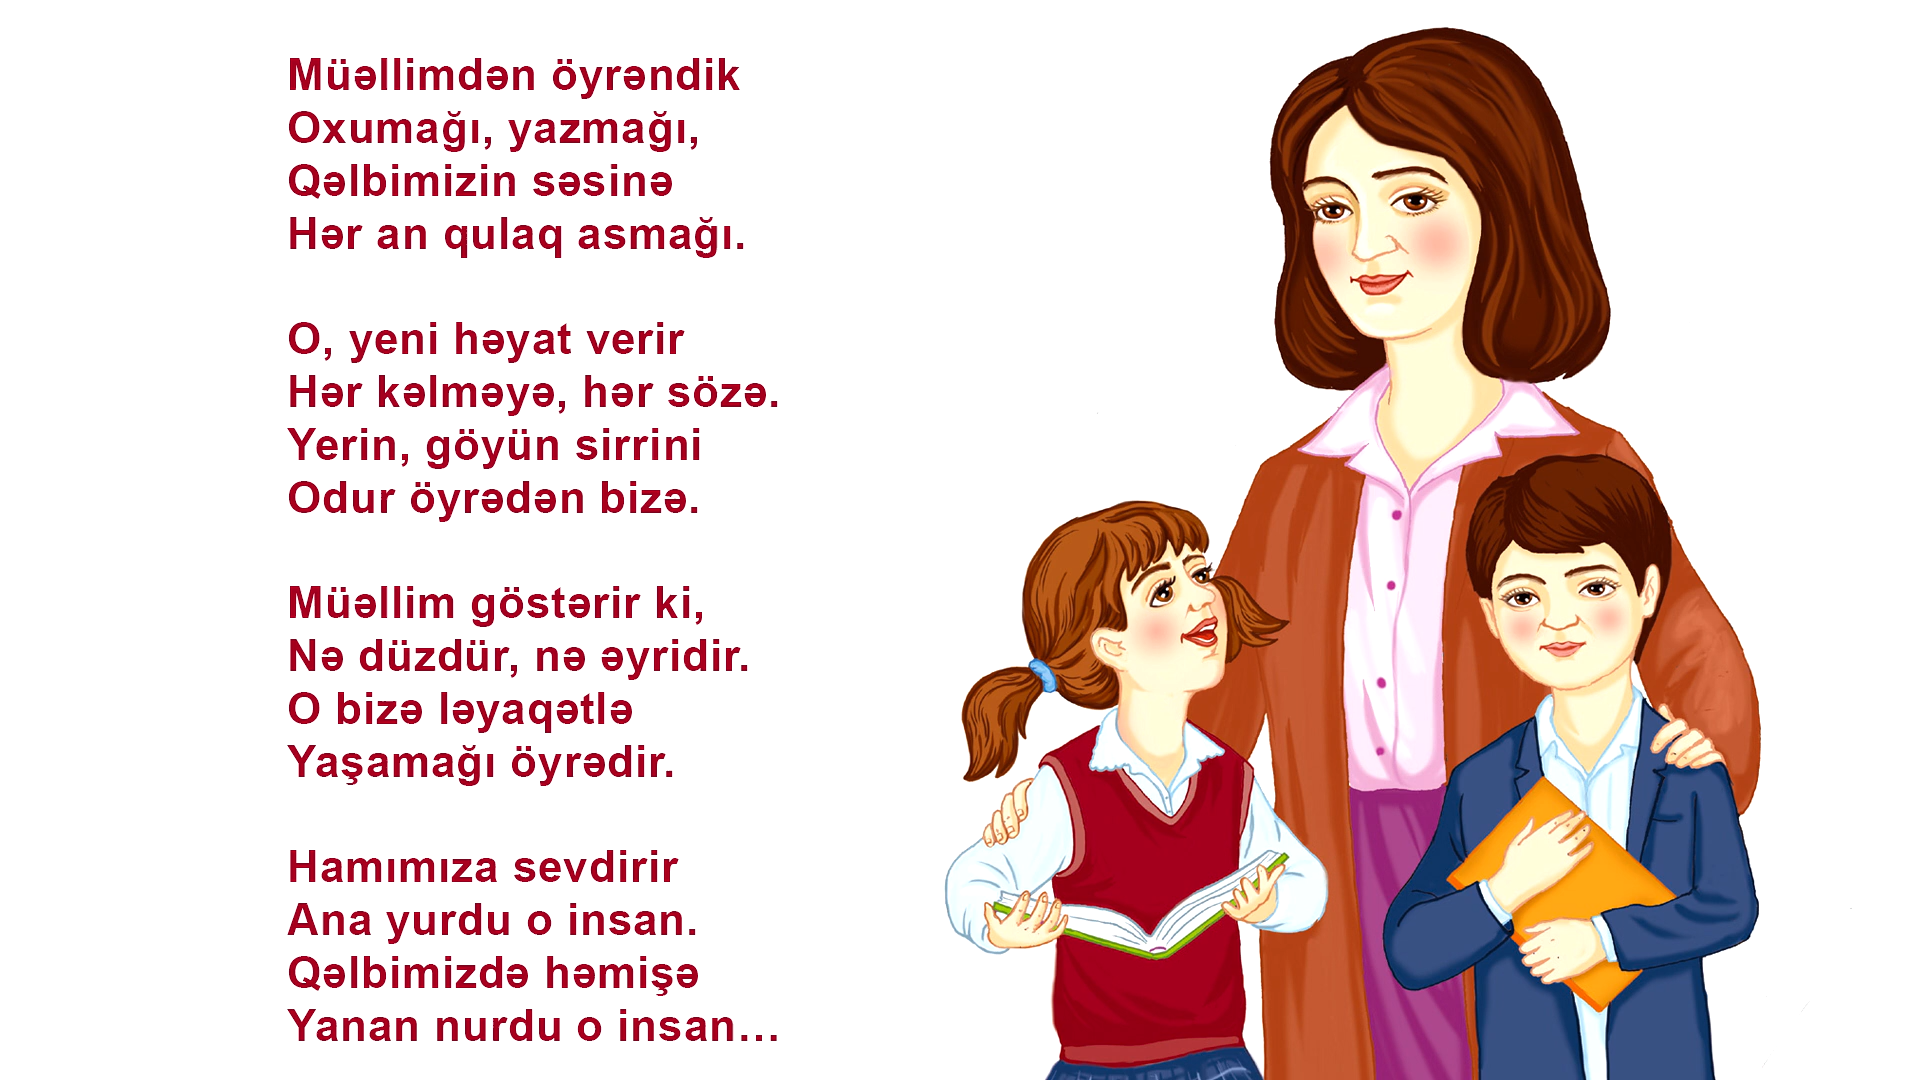 Müəllimdən öyrəndik
Oxumağı, yazmağı,
Qəlbimizin səsinə
Hər an qulaq asmağı.
O, yeni həyat verir
Hər kəlməyə, hər sözə.
Yerin, göyün sirrini
Odur öyrədən bizə.
Müəllim göstərir ki,
Nə düzdür, nə əyridir.
O bizə ləyaqətlə
Yaşamağı öyrədir.
Hamımıza sevdirir
Ana yurdu o insan.
Qəlbimizdə həmişə
Yanan nurdu o insan...